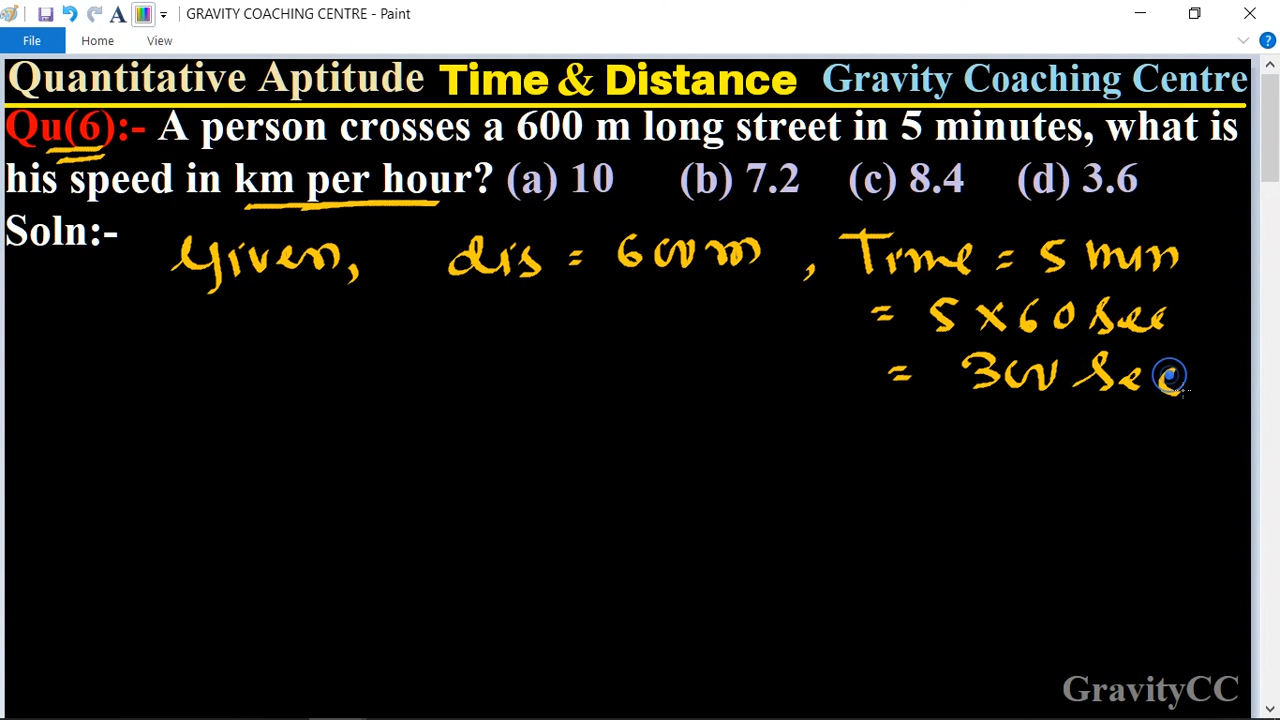 GRAVITY COACHING CENTRE - Paint
File Home View
Quantitative Aptitude Time & Distance Gravity Coaching Centre
Qu(6):- A person crosses a 600 m long street in 5 minutes, what is
his speed in km per hour? (a) 10 (b) 7.2 (c) 8.4 (d) 3.6
Soln:- Given, dis = 600m , Time = 5 min
= 5 × 60 Sec
= 300 Sec
GravityCC